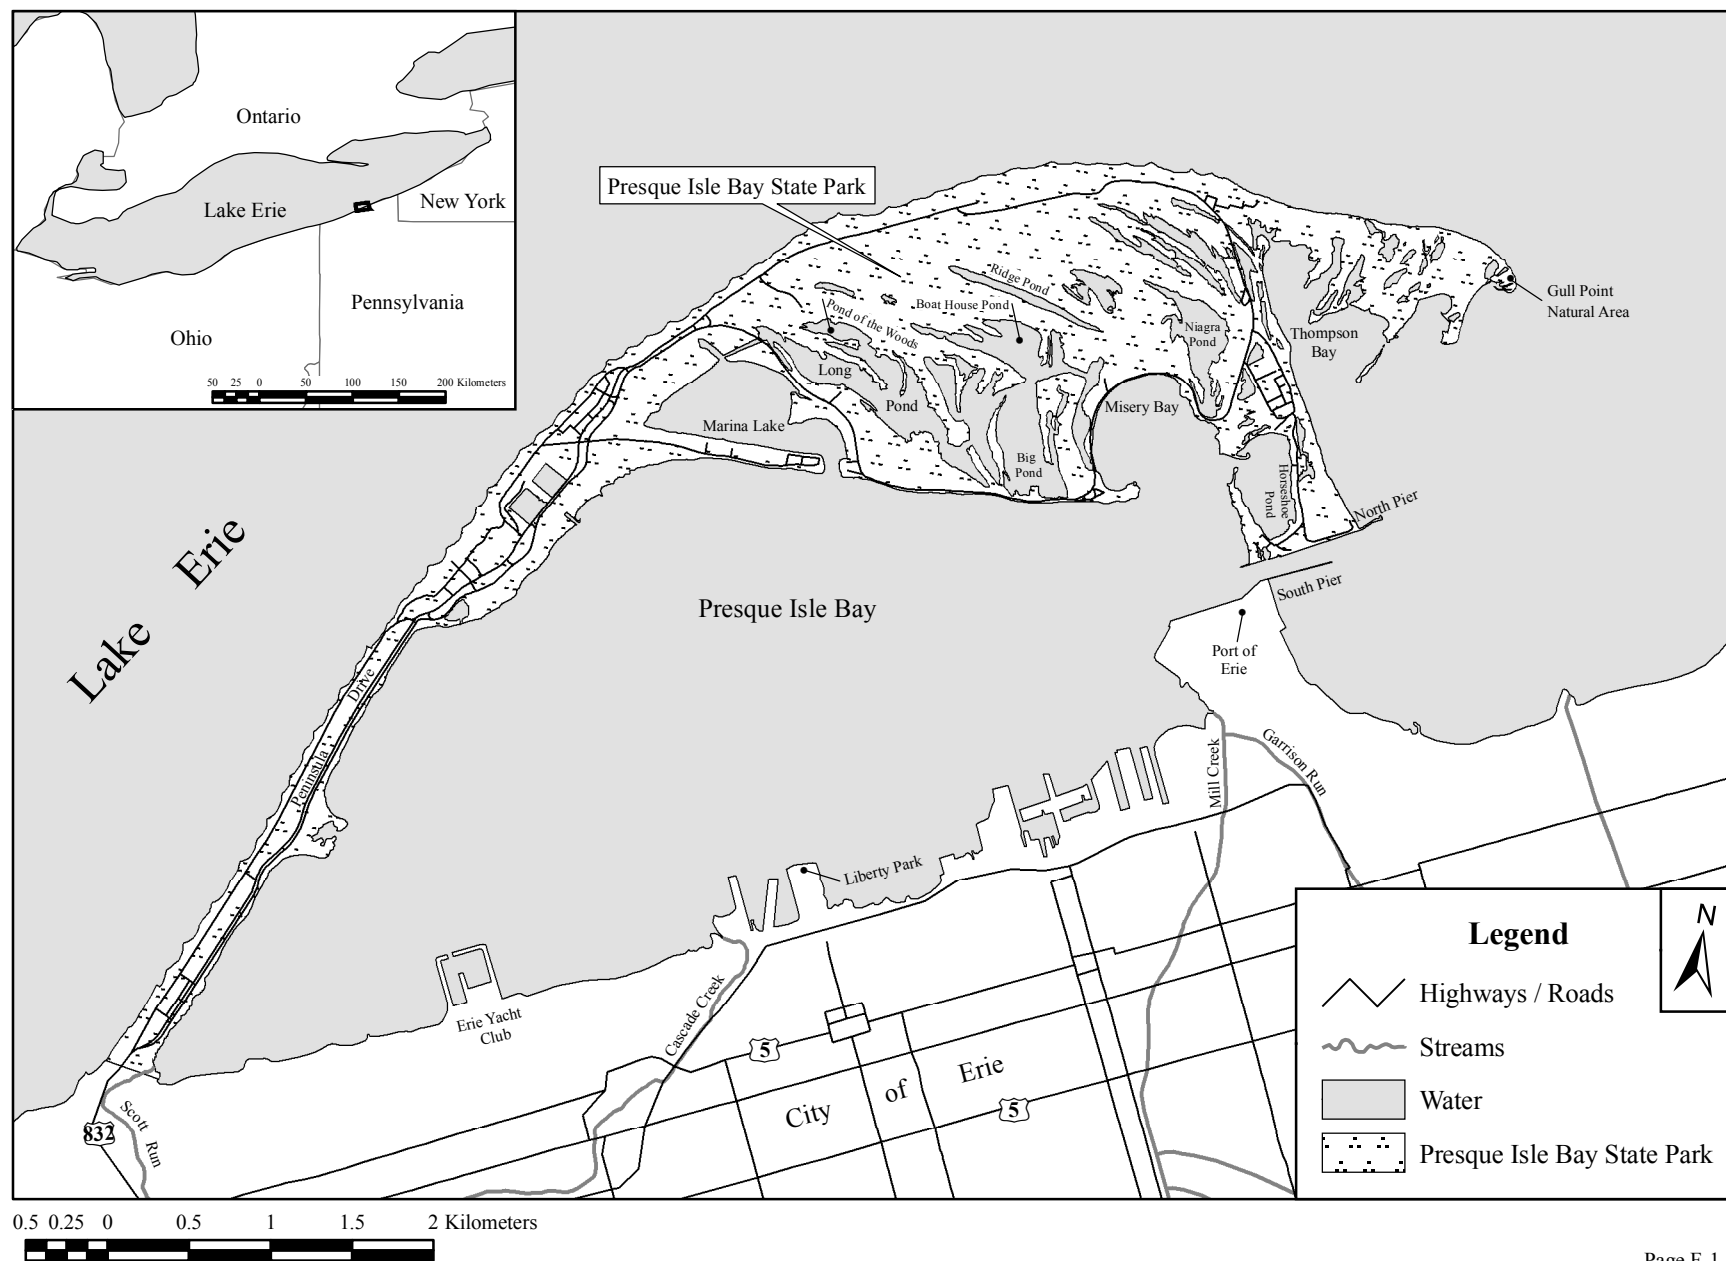 Ontario
Lake Erie
New York
Pennsylvania
Ohio
50 25 0 50 100 150 200 Kilometers
Presque Isle Bay State Park
Ridge Pond
Boat House Pond
Pond of the Woods
Niagra
Pond
Thompson
Bay
Gull Point
Natural Area
Long
Pond
Misery Bay
Marina Lake
Big
Pond
Horseshoe
Pond
North Pier
South Pier
Lake Erie
Presque Isle Bay
Port of
Erie
Peninsula Drive
Mill Creek
Garrison Run
Liberty Park
Erie Yacht
Club
Cascade Creek
5
City of Erie
5
832
Scott Run
Legend
Highways / Roads
Streams
Water
Presque Isle Bay State Park
N
0.5 0.25 0 0.5 1 1.5 2 Kilometers